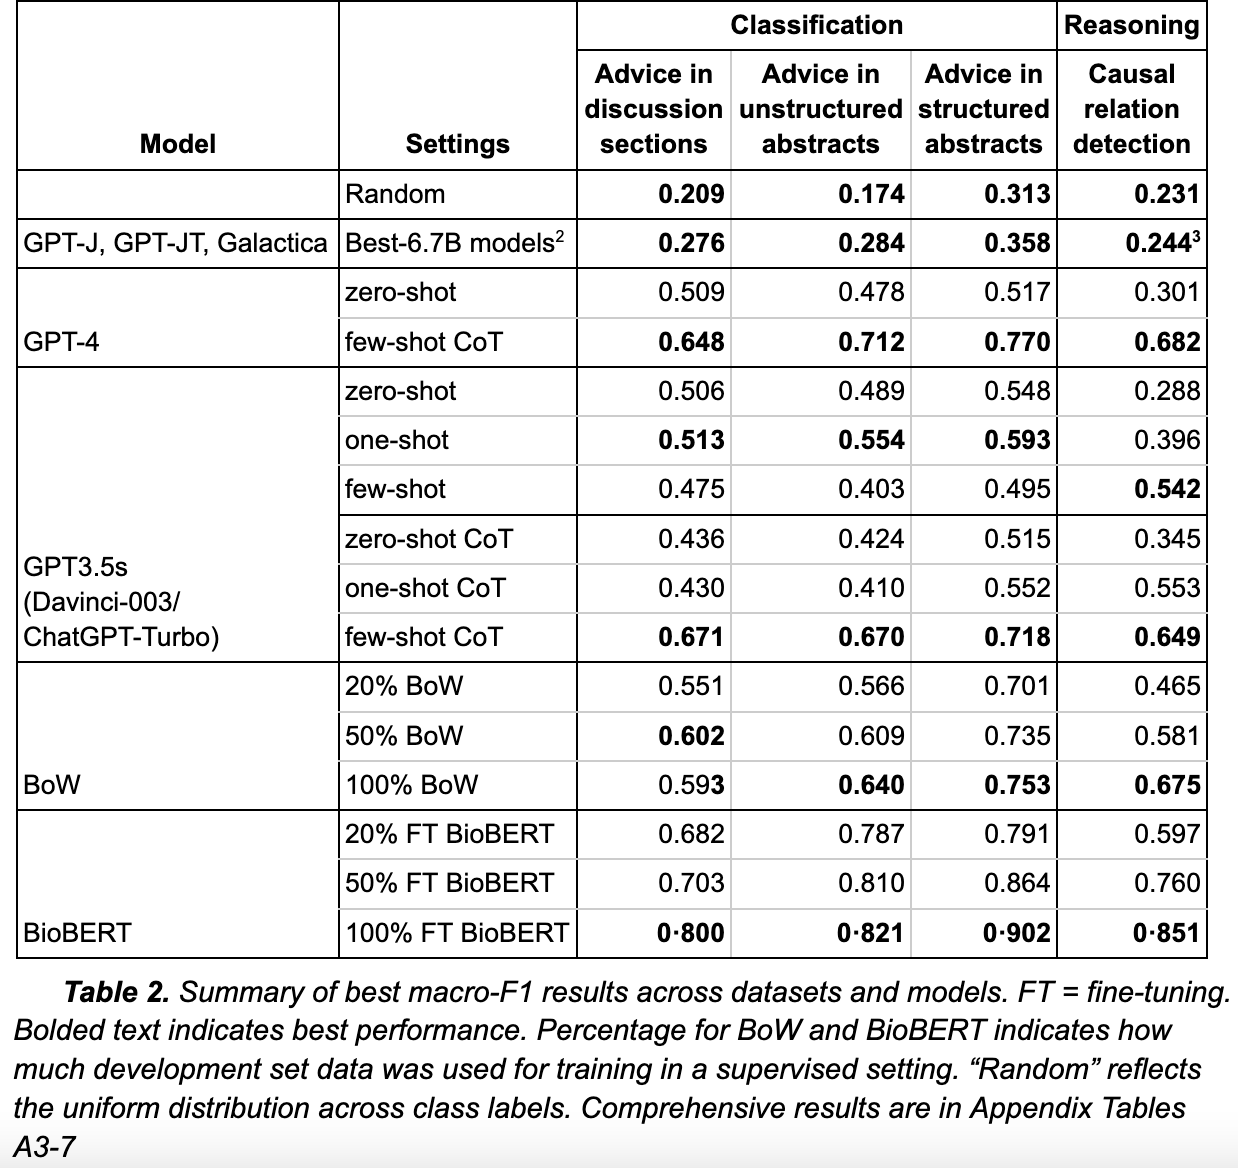 Classification Reasoning
Model Settings Advice in discussion sections Advice in unstructured abstracts Advice in structured abstracts Causal relation detection
Random 0.209 0.174 0.313 0.231
GPT-J, GPT-JT, Galactica Best-6.7B models2 0.276 0.284 0.358 0.2443
zero-shot 0.509 0.478 0.517 0.301
GPT-4 few-shot CoT 0.648 0.712 0.770 0.682
zero-shot 0.506 0.489 0.548 0.288
one-shot 0.513 0.554 0.593 0.396
few-shot 0.475 0.403 0.495 0.542
zero-shot CoT 0.436 0.424 0.515 0.345
one-shot CoT 0.430 0.410 0.552 0.553
GPT3.5s (Davinci-003/ ChatGPT-Turbo) few-shot CoT 0.671 0.670 0.718 0.649
20% BoW 0.551 0.566 0.701 0.465
50% BoW 0.602 0.609 0.735 0.581
BoW 100% BoW 0.593 0.640 0.753 0.675
20% FT BioBERT 0.682 0.787 0.791 0.597
50% FT BioBERT 0.703 0.810 0.864 0.760
BioBERT 100% FT BioBERT 0·800 0·821 0·902 0·851
Table 2. Summary of best macro-F1 results across datasets and models. FT = fine-tuning.
Bolded text indicates best performance. Percentage for BoW and BioBERT indicates how
much development set data was used for training in a supervised setting. “Random” reflects
the uniform distribution across class labels. Comprehensive results are in Appendix Tables
A3-7